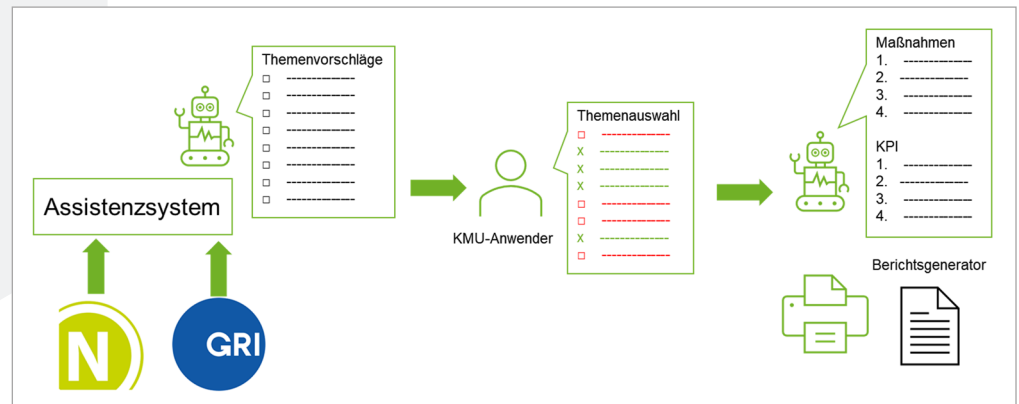 Themenvorschläge
Assistenzsystem
N
GRI
KMU-Anwender
Themenauswahl
X
X
X
X
Maßnahmen
1.
2.
3.
4.
KPI
1.
2.
3.
4.
Berichtsgenerator